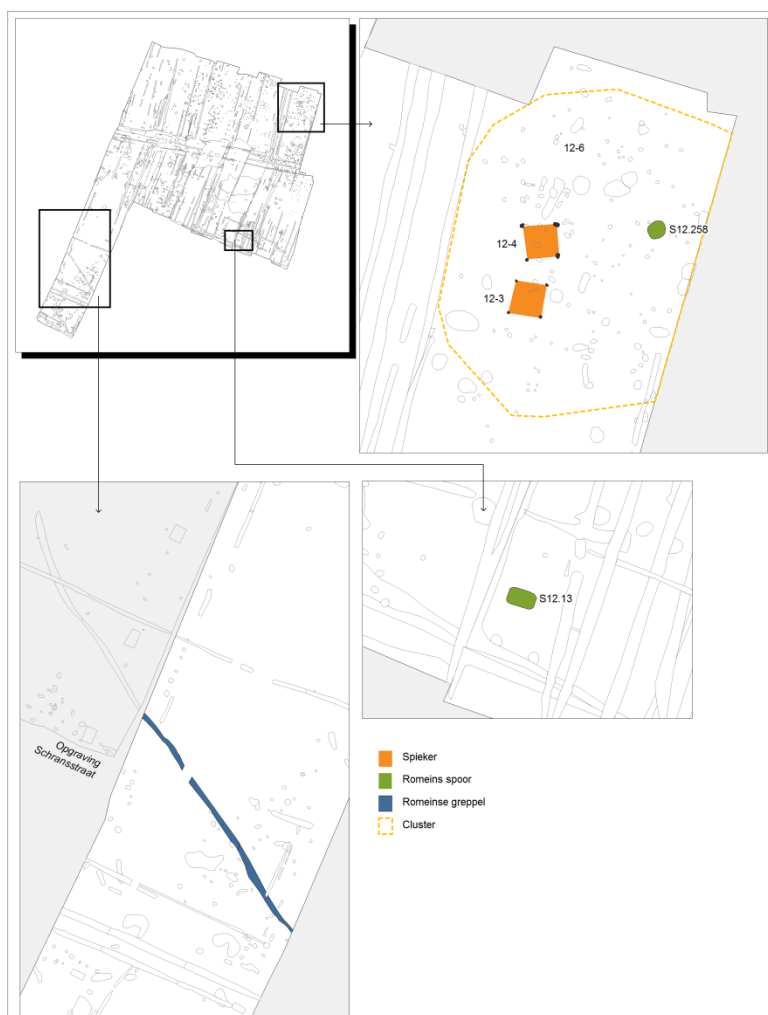 12-6
S12.258
12-4
12-3
S12.13
Opgraving
Schransstraat
Spieker
Romeins spoor
Romeinse greppel
Cluster